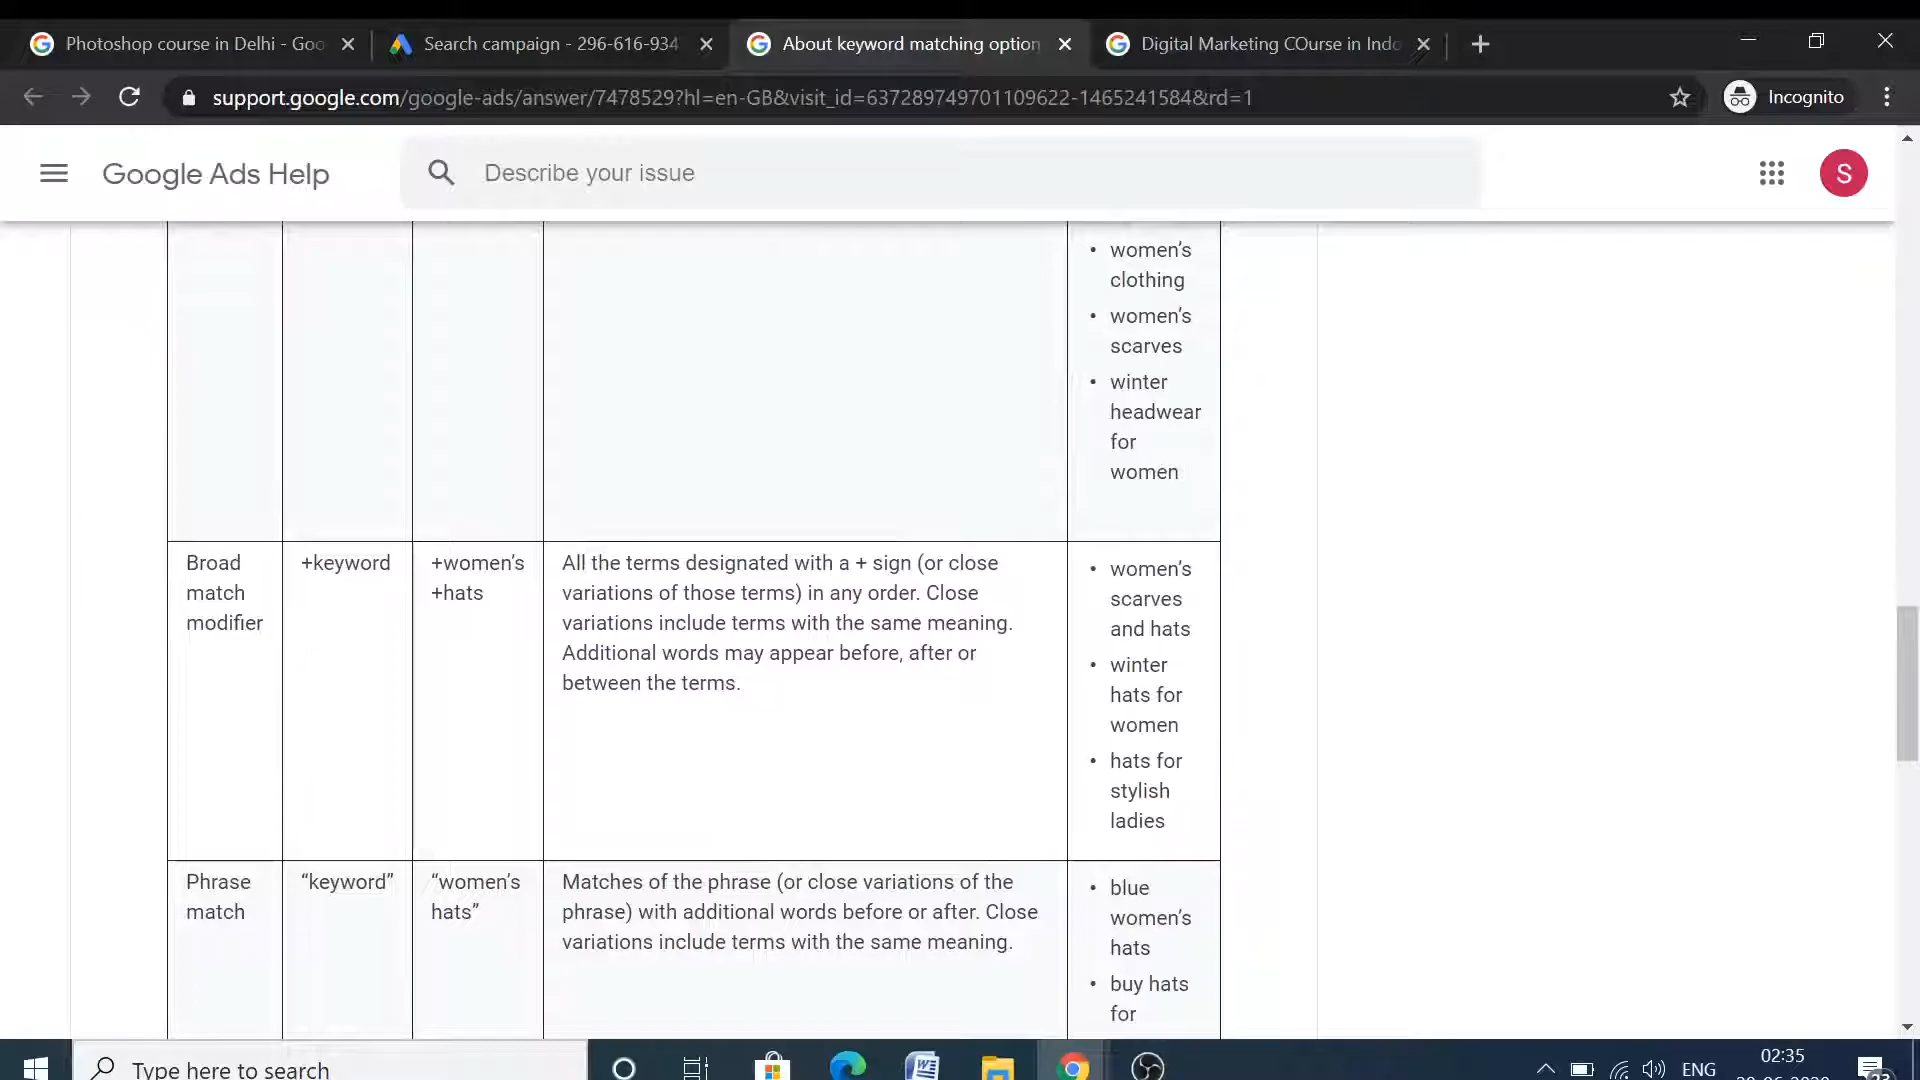 Photoshop course in Delhi - Goo
Search campaign - 296-616-934
About keyword matching option
Digital Marketing COurse in Indo
support.google.com/google-ads/answer/7478529?hl=en-GB&visit_id=637289749701109622-1465241584&rd=1
Incognito
Google Ads Help
Describe your issue
S
• women’s
clothing
• women’s
scarves
• winter
headwear
for
women
Broad
match
modifier
+keyword
+women’s
+hats
All the terms designated with a + sign (or close
variations of those terms) in any order. Close
variations include terms with the same meaning.
Additional words may appear before, after or
between the terms.
• women’s
scarves
and hats
• winter
hats for
women
• hats for
stylish
ladies
Phrase
match
“keyword”
“women’s
hats”
Matches of the phrase (or close variations of the
phrase) with additional words before or after. Close
variations include terms with the same meaning.
• blue
women’s
hats
• buy hats
for
Type here to search
ENG
02:35